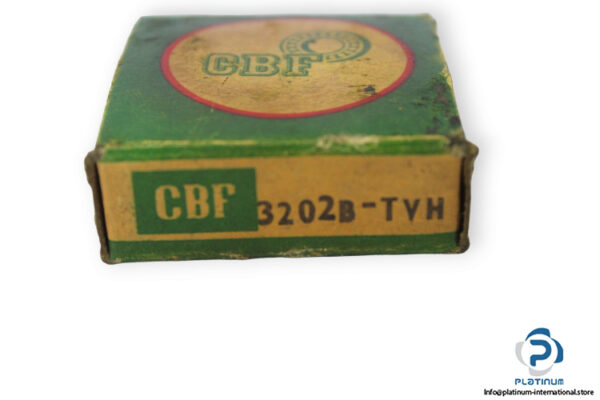 CBF
CBF 3202B-TVH
PLATINUM
Info@platinum-international.store